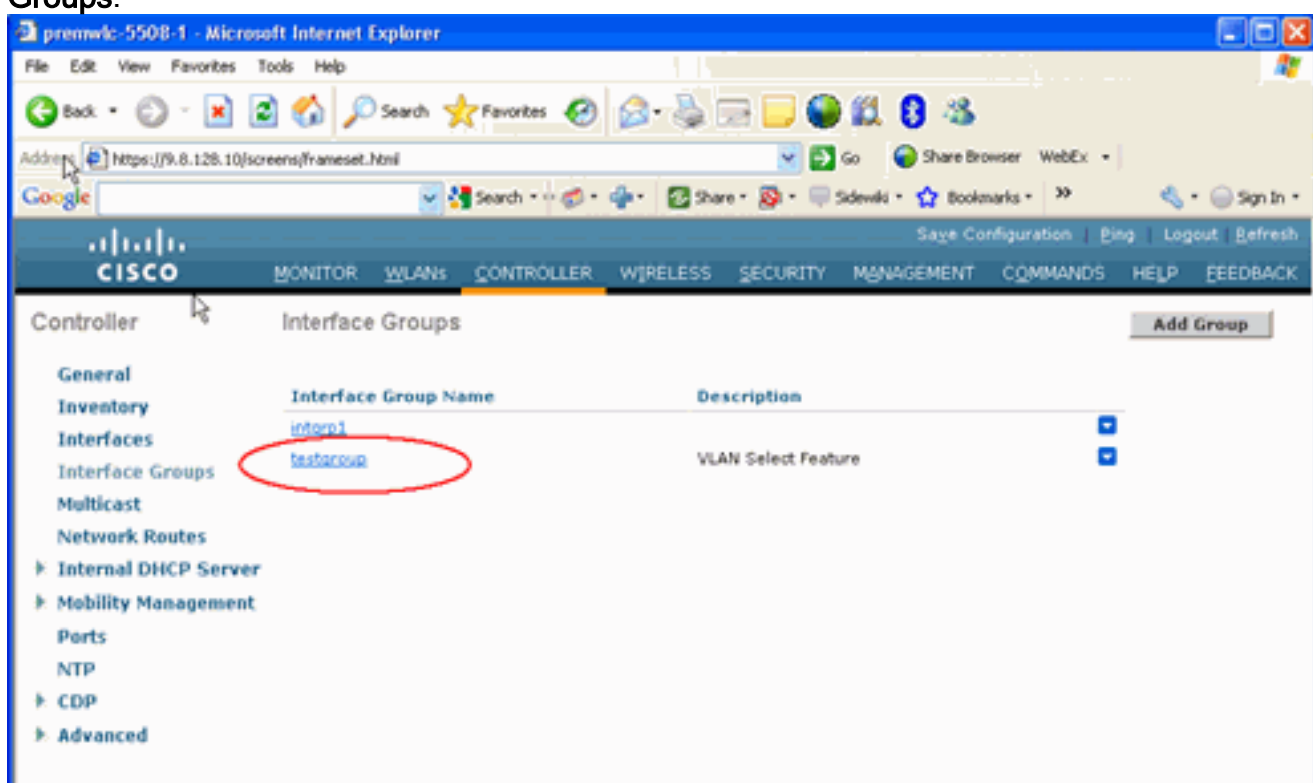 Groups.
premwlc-5508-1 - Microsoft Internet Explorer
File Edit View Favorites Tools Help
Back Search Favorites
Address https://9.8.128.10/screens/frameset.html Go Share Browser WebEx
Google Search Share Sidewiki Bookmarks » Sign In
Save Configuration | Ping | Logout | Refresh
CISCO MONITOR WLANs CONTROLLER WIRELESS SECURITY MANAGEMENT COMMANDS HELP FEEDBACK
Controller Interface Groups Add Group
General
Interface Group Name Description
Inventory
intgrp1
Interfaces
testgroup VLAN Select Feature
Interface Groups
Multicast
Network Routes
Internal DHCP Server
Mobility Management
Ports
NTP
CDP
Advanced